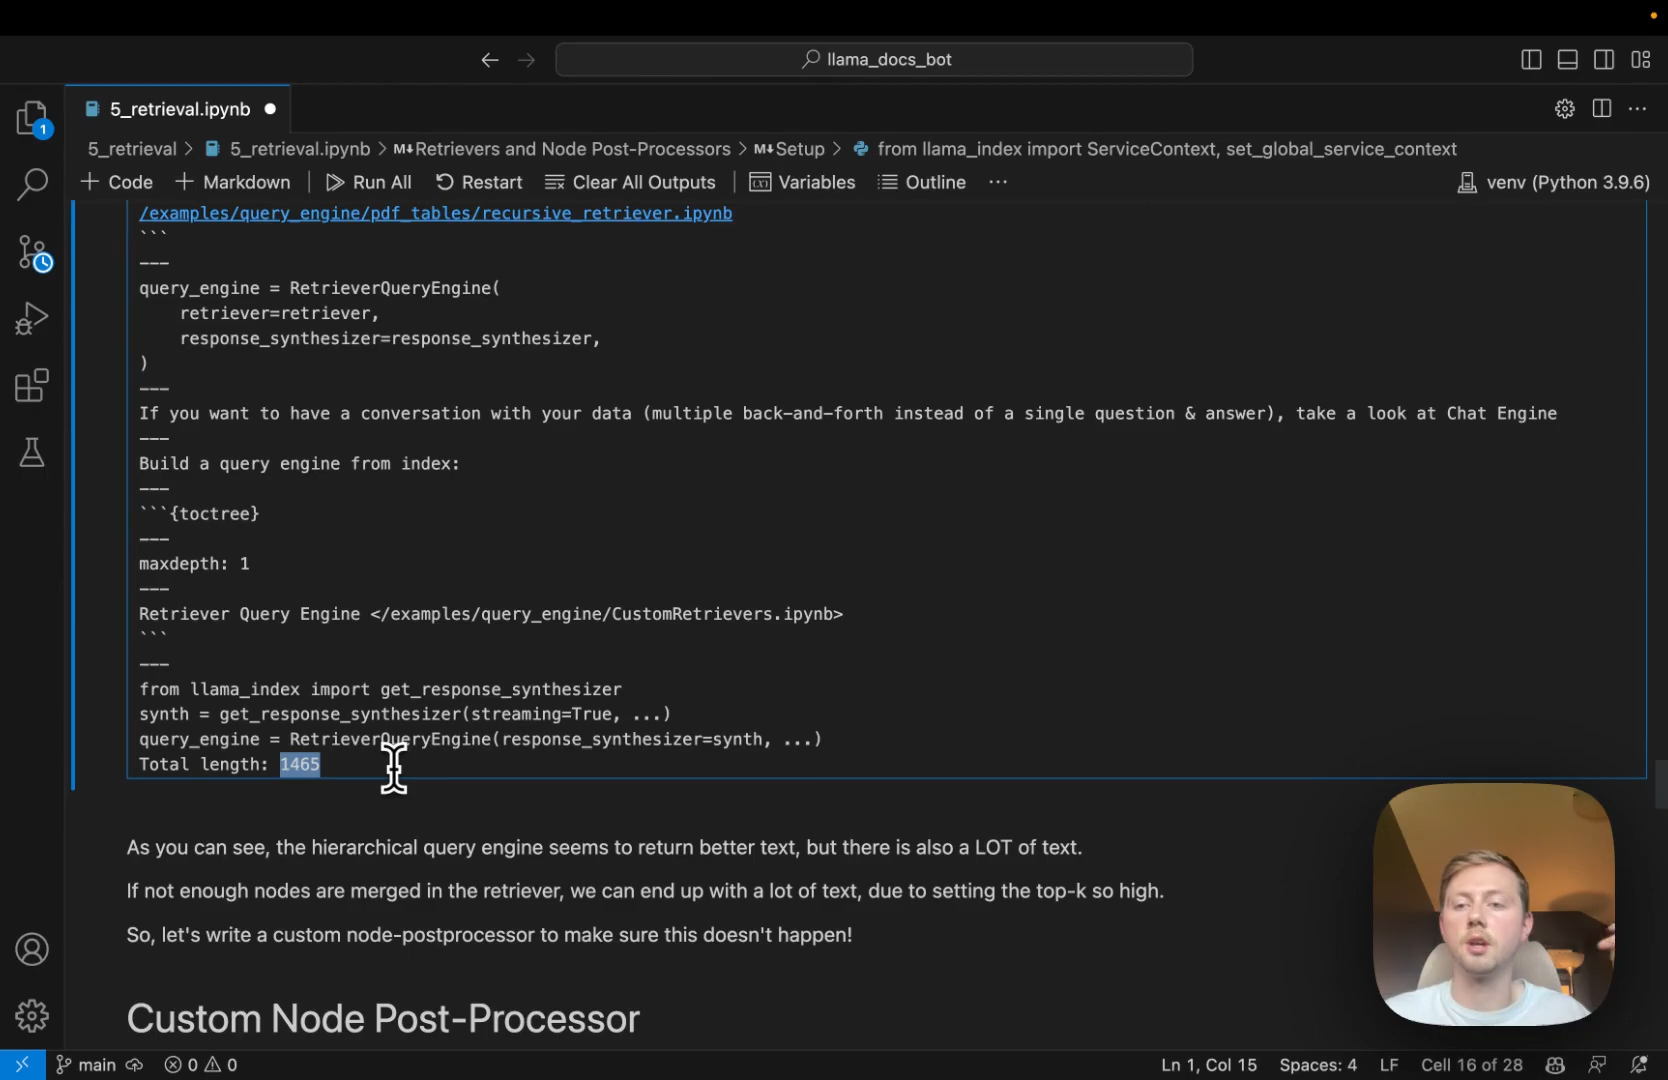 llama_docs_bot
5_retrieval.ipynb
1
5_retrieval > 5_retrieval.ipynb > M↓Retrievers and Node Post-Processors > M↓Setup > from llama_index import ServiceContext, set_global_service_context
+ Code + Markdown | Run All Restart Clear All Outputs | Variables Outline ··· venv (Python 3.9.6)
/examples/query_engine/pdf_tables/recursive_retriever.ipynb
```
---
query_engine = RetrieverQueryEngine(
    retriever=retriever,
    response_synthesizer=response_synthesizer,
)
---
If you want to have a conversation with your data (multiple back-and-forth instead of a single question & answer), take a look at Chat Engine
---
Build a query engine from index:
---
```{toctree}
---
maxdepth: 1
---
Retriever Query Engine </examples/query_engine/CustomRetrievers.ipynb>
```
---
from llama_index import get_response_synthesizer
synth = get_response_synthesizer(streaming=True, ...)
query_engine = RetrieverQueryEngine(response_synthesizer=synth, ...)
Total length: 1465
As you can see, the hierarchical query engine seems to return better text, but there is also a LOT of text.
If not enough nodes are merged in the retriever, we can end up with a lot of text, due to setting the top-k so high.
So, let's write a custom node-postprocessor to make sure this doesn't happen!
Custom Node Post-Processor
main 0 0 Ln 1, Col 15 Spaces: 4 LF Cell 16 of 28